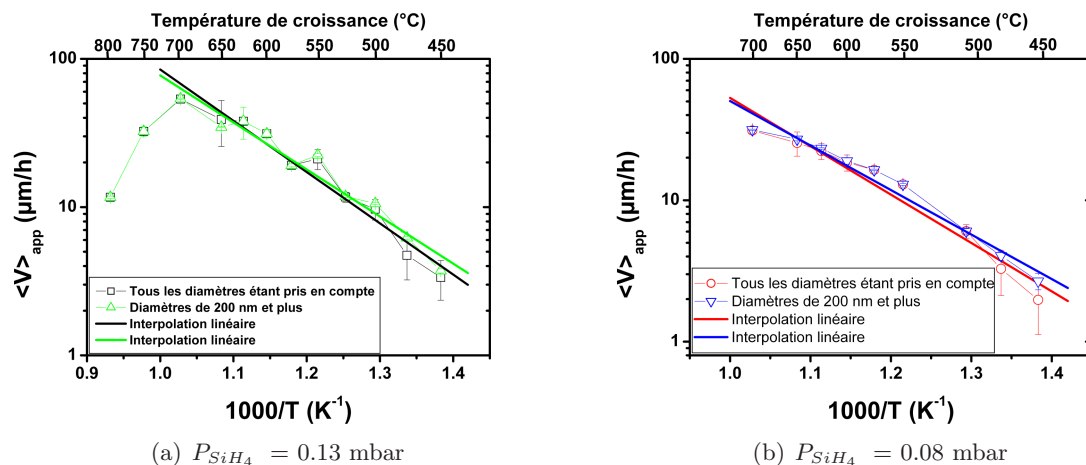 Température de croissance (°C)
800 750 700 650 600 550 500 450
100
10
1
<V>app (µm/h)
Tous les diamètres étant pris en compte
Diamètres de 200 nm et plus
Interpolation linéaire
Interpolation linéaire
0.9 1.0 1.1 1.2 1.3 1.4
1000/T (K⁻¹)
(a) P_SiH₄ = 0.13 mbar
Température de croissance (°C)
700 650 600 550 500 450
100
10
1
<V>app (µm/h)
Tous les diamètres étant pris en compte
Diamètres de 200 nm et plus
Interpolation linéaire
Interpolation linéaire
1.0 1.1 1.2 1.3 1.4
1000/T (K⁻¹)
(b) P_SiH₄ = 0.08 mbar